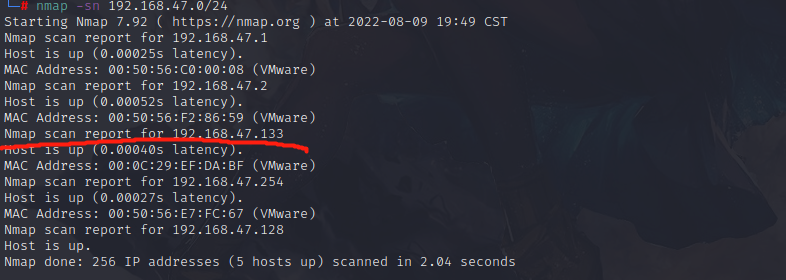 └─# nmap -sn 192.168.47.0/24
Starting Nmap 7.92 ( https://nmap.org ) at 2022-08-09 19:49 CST
Nmap scan report for 192.168.47.1
Host is up (0.00025s latency).
MAC Address: 00:50:56:C0:00:08 (VMware)
Nmap scan report for 192.168.47.2
Host is up (0.00052s latency).
MAC Address: 00:50:56:F2:86:59 (VMware)
Nmap scan report for 192.168.47.133
Host is up (0.00040s latency).
MAC Address: 00:0C:29:EF:DA:BF (VMware)
Nmap scan report for 192.168.47.254
Host is up (0.00027s latency).
MAC Address: 00:50:56:E7:FC:67 (VMware)
Nmap scan report for 192.168.47.128
Host is up.
Nmap done: 256 IP addresses (5 hosts up) scanned in 2.04 seconds